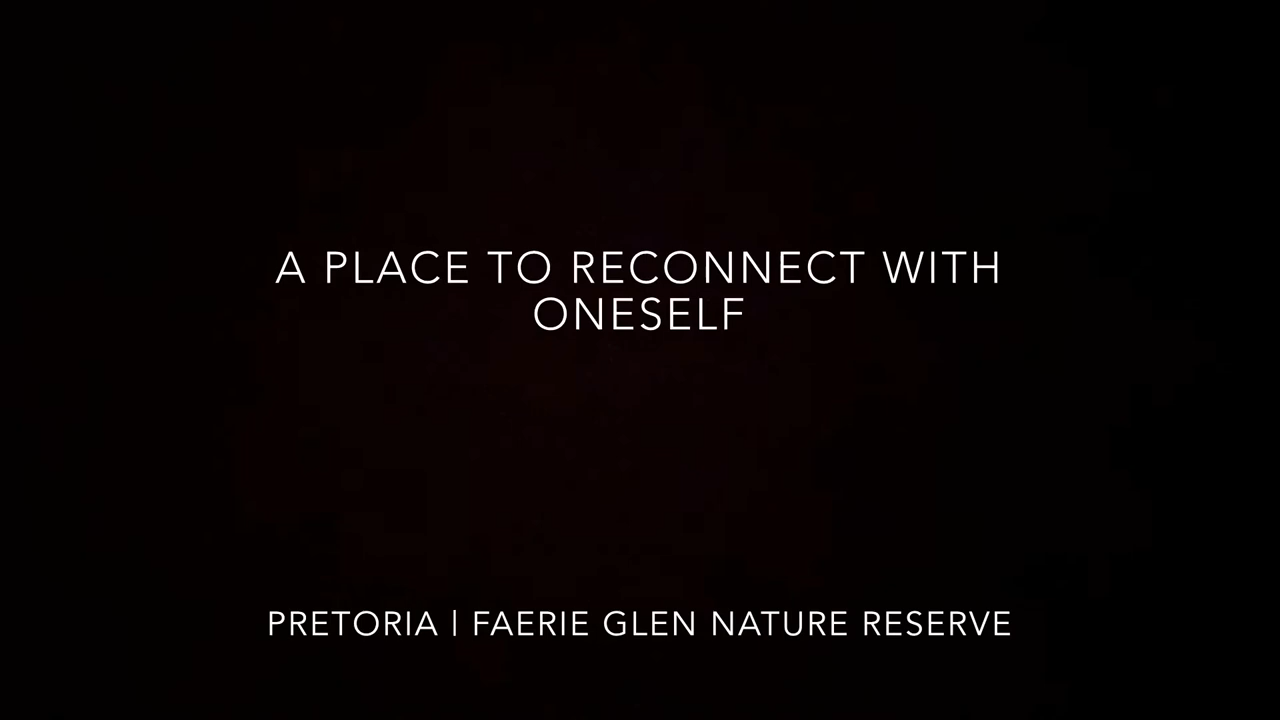 A PLACE TO RECONNECT WITH
ONESELF
PRETORIA | FAERIE GLEN NATURE RESERVE